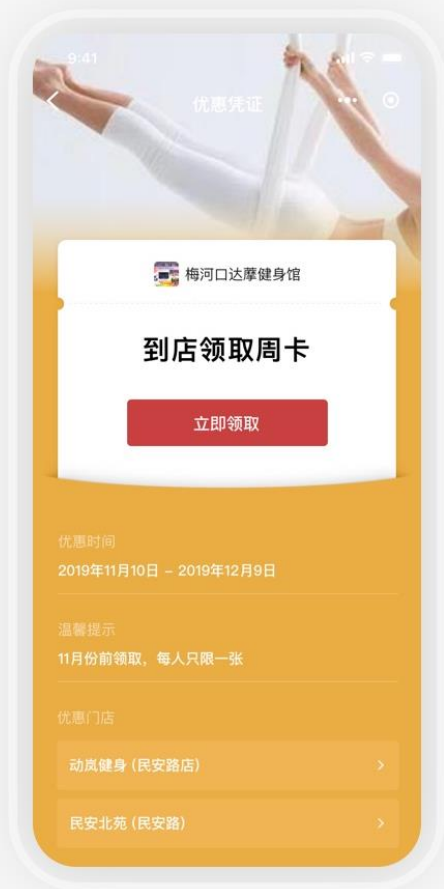 9:41
优惠凭证
梅河口达摩健身馆
到店领取周卡
立即领取
优惠时间
2019年11月10日 - 2019年12月9日
温馨提示
11月份前领取，每人只限一张
优惠门店
动岚健身（民安路店）
民安北苑（民安路）